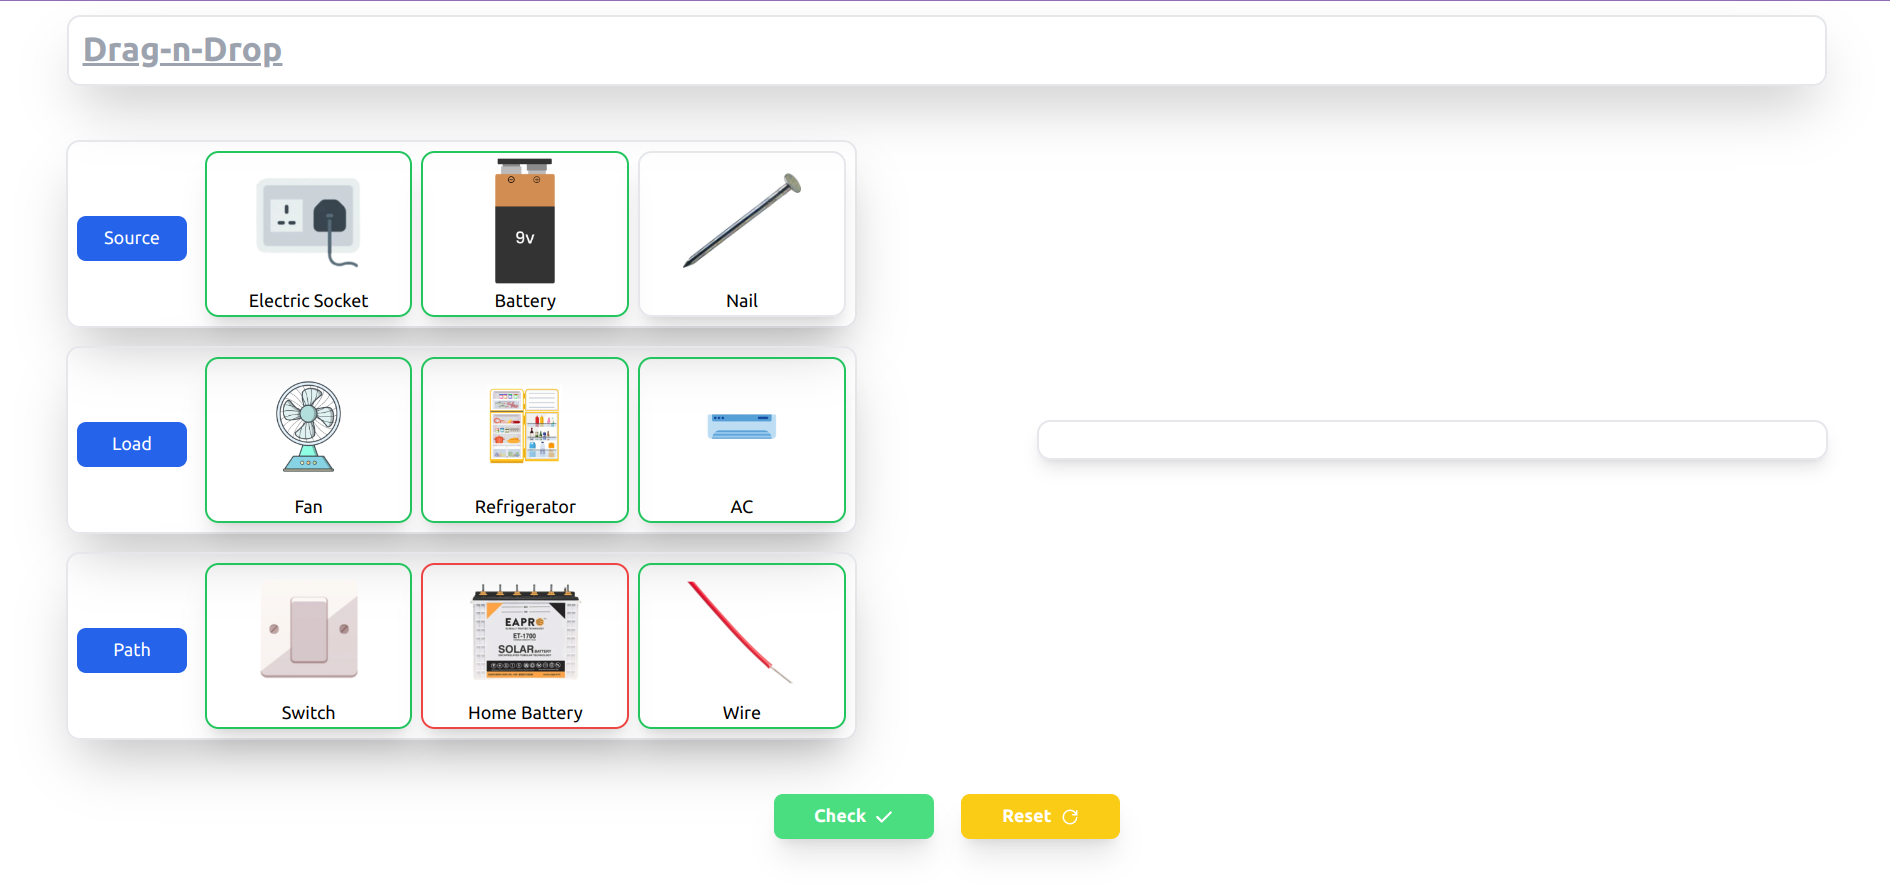 Drag-n-Drop
Source
9v
Electric Socket
Battery
Nail
Load
Fan
Refrigerator
AC
Path
EAPRO
ET-1700
SOLAR BATTERY
Switch
Home Battery
Wire
Check
Reset